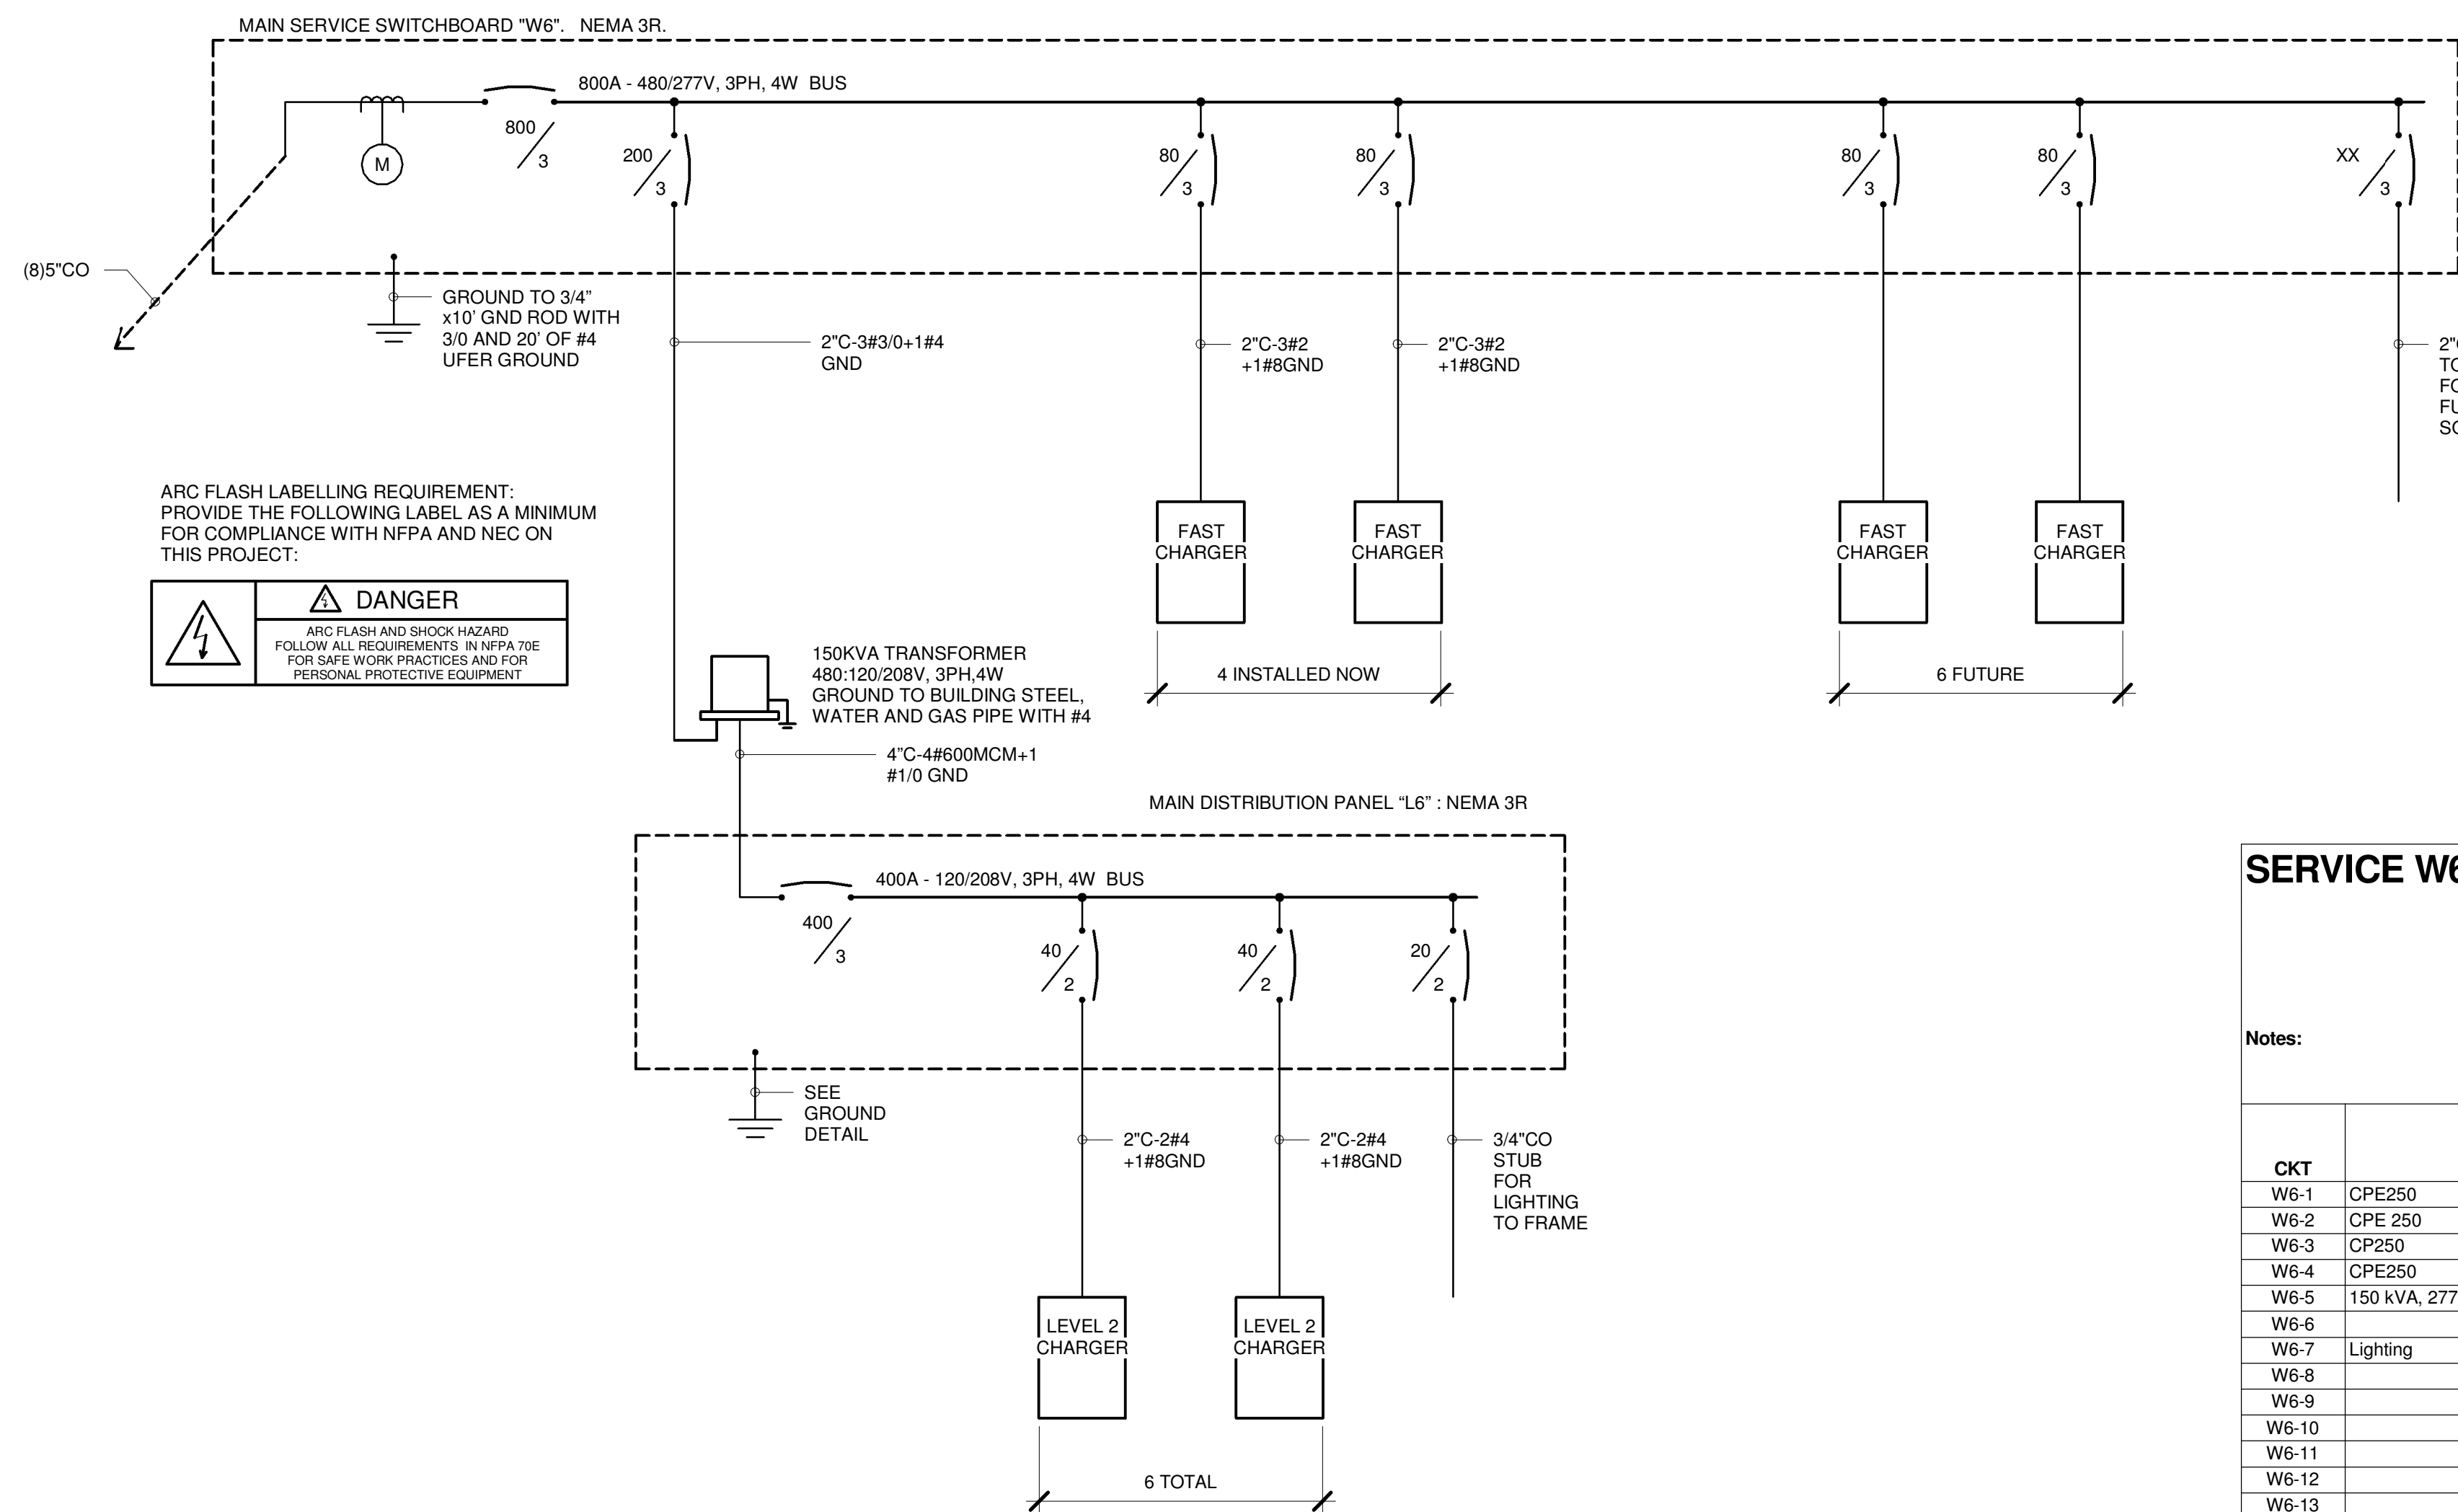 MAIN SERVICE SWITCHBOARD "W6".   NEMA 3R.
800A - 480/277V, 3PH, 4W  BUS
800
3
M
200
3
80
3
80
3
80
3
80
3
XX
3
(8)5"CO
GROUND TO 3/4”
x10’ GND ROD WITH
3/0 AND 20’ OF #4
UFER GROUND
2"C-3#3/0+1#4
GND
2"C-3#2
+1#8GND
2"C-3#2
+1#8GND
ARC FLASH LABELLING REQUIREMENT:
PROVIDE THE FOLLOWING LABEL AS A MINIMUM
FOR COMPLIANCE WITH NFPA AND NEC ON
THIS PROJECT:
DANGER
ARC FLASH AND SHOCK HAZARD
FOLLOW ALL REQUIREMENTS  IN NFPA 70E
FOR SAFE WORK PRACTICES AND FOR
PERSONAL PROTECTIVE EQUIPMENT
FAST
CHARGER
FAST
CHARGER
FAST
CHARGER
FAST
CHARGER
4 INSTALLED NOW
6 FUTURE
150KVA TRANSFORMER
480:120/208V, 3PH,4W
GROUND TO BUILDING STEEL,
WATER AND GAS PIPE WITH #4
4”C-4#600MCM+1
#1/0 GND
MAIN DISTRIBUTION PANEL “L6” : NEMA 3R
400A - 120/208V, 3PH, 4W  BUS
400
3
40
2
40
2
20
2
SEE
GROUND
DETAIL
2"C-2#4
+1#8GND
2"C-2#4
+1#8GND
3/4"CO
STUB
FOR
LIGHTING
TO FRAME
LEVEL 2
CHARGER
LEVEL 2
CHARGER
6 TOTAL
SERVICE W6
Notes:
CKT
W6-1 CPE250
W6-2 CPE 250
W6-3 CP250
W6-4 CPE250
W6-5 150 kVA, 277
W6-6
W6-7 Lighting
W6-8
W6-9
W6-10
W6-11
W6-12
W6-13